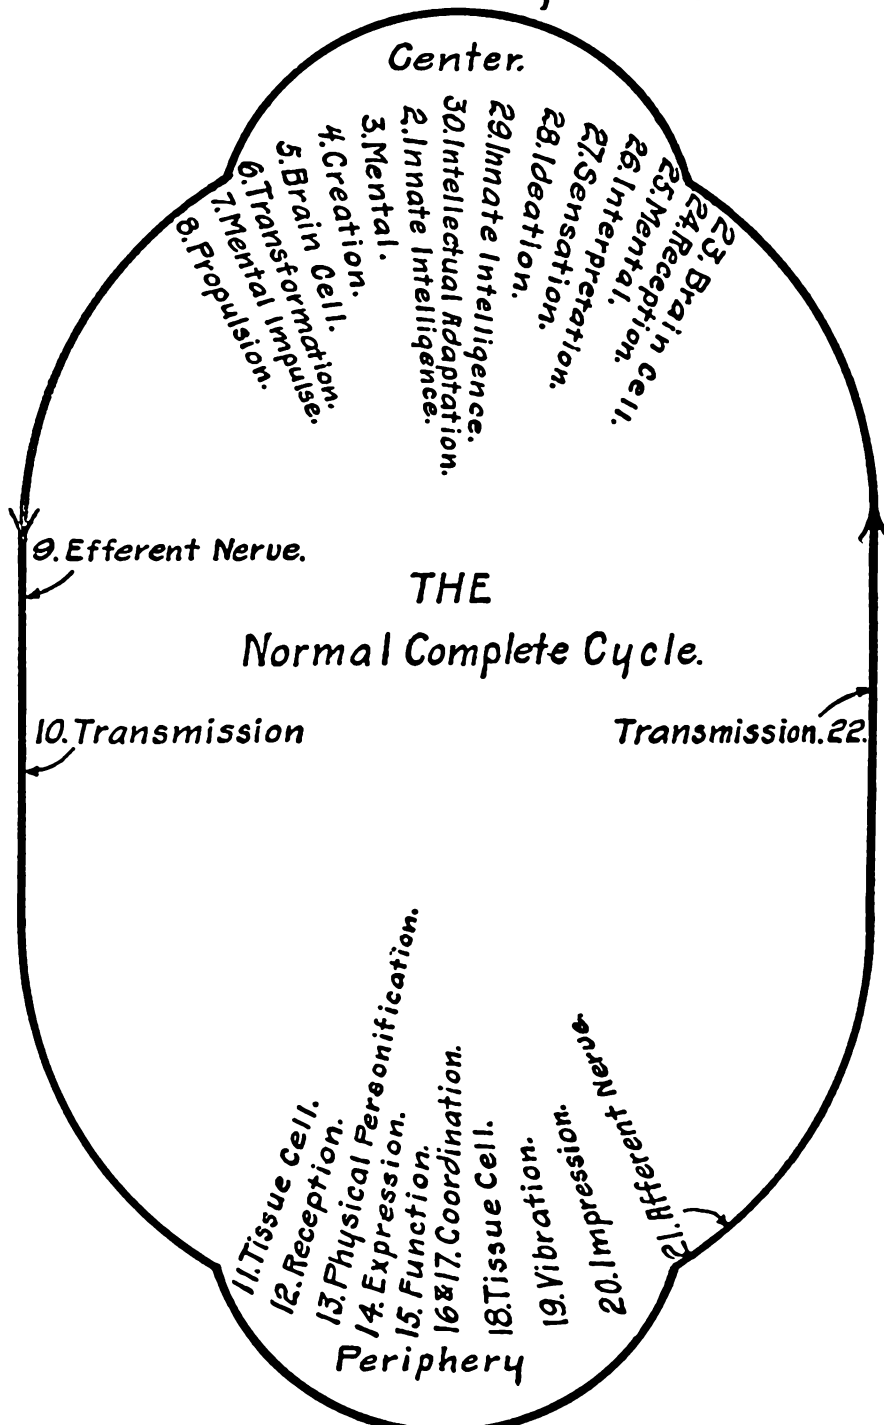 Center.
8. Propulsion.
7. Mental Impulse.
6. Transformation.
5. Brain Cell.
4. Creation.
3. Mental.
2. Innate Intelligence.
30. Intellectual Adaptation.
29. Innate Intelligence.
28. Ideation.
27. Sensation.
26. Interpretation.
25. Mental.
24. Reception.
23. Brain Cell.
9. Efferent Nerve.
THE
Normal Complete Cycle.
10. Transmission
Transmission. 22.
11. Tissue Cell.
12. Reception.
13. Physical Personification.
14. Expression.
15. Function.
16 & 17. Coordination.
18. Tissue Cell.
19. Vibration.
20. Impression.
21. Afferent Nerve
Periphery